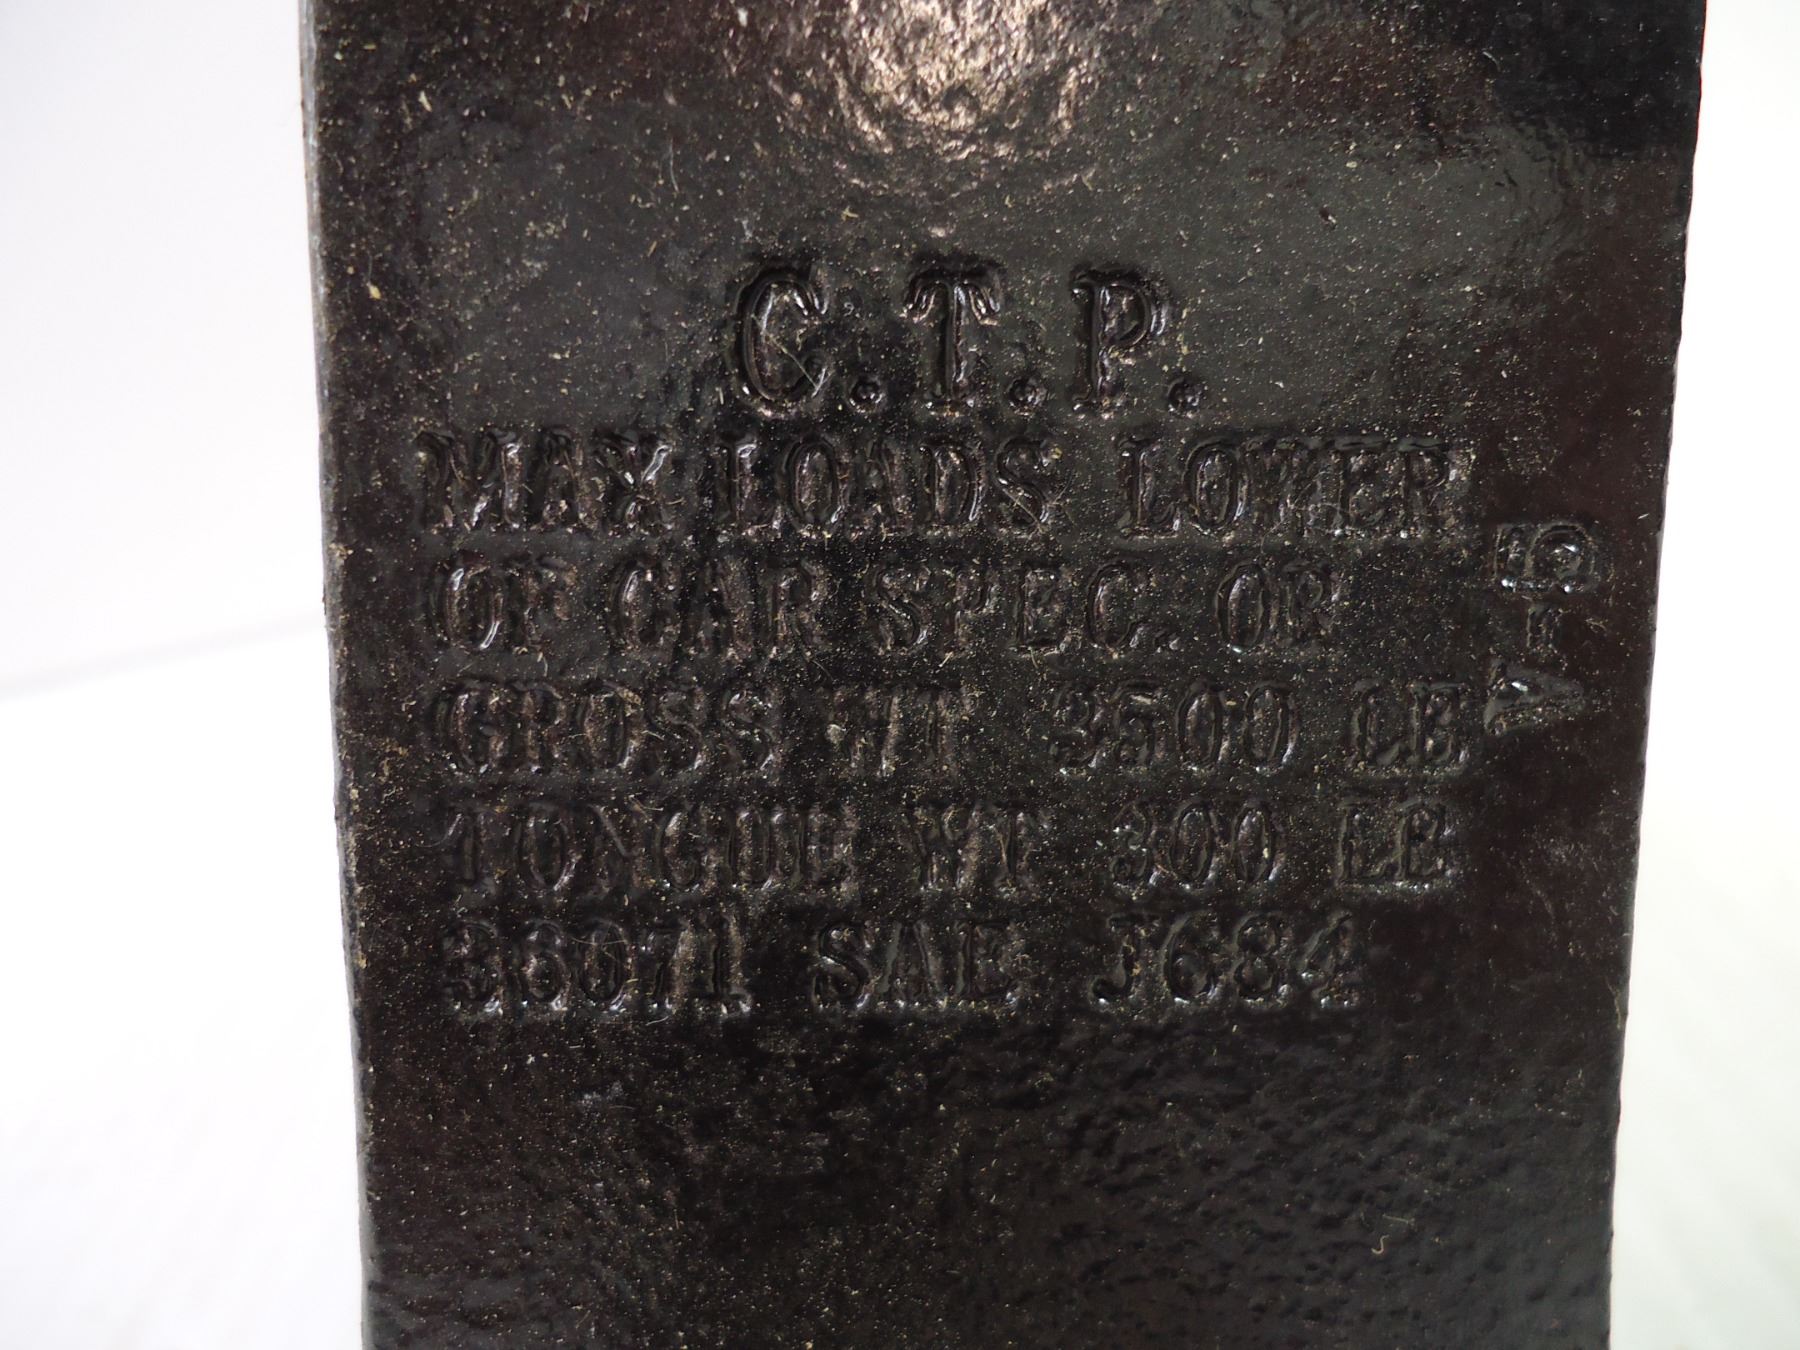 C.T.P.
MAX LOADS LOWER
OF CAR SPEC. OR
GROSS WT 3500 LB
TONGUE WT 300 LB
36071 SAE J684
B-A